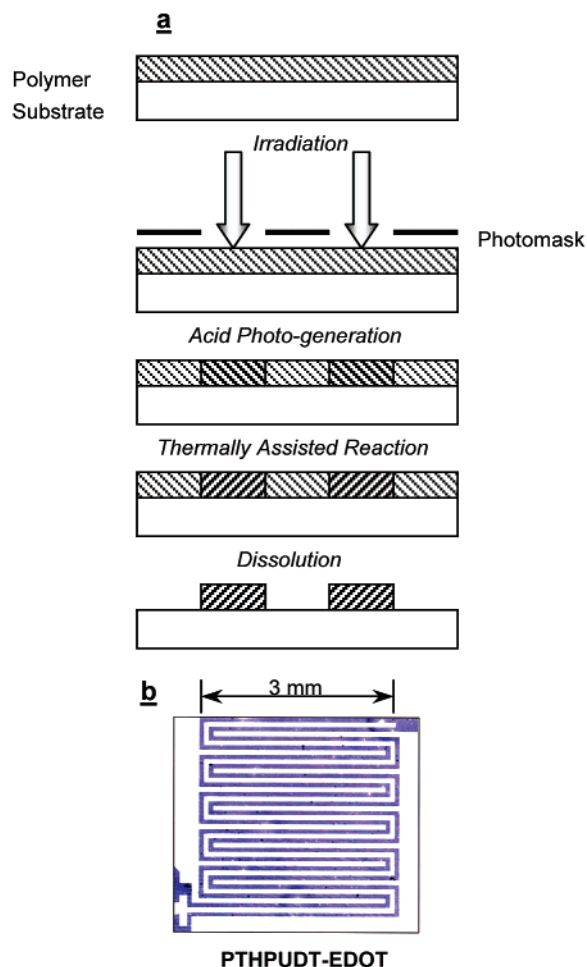 a
Polymer
Substrate
Irradiation
Photomask
Acid Photo-generation
Thermally Assisted Reaction
Dissolution
b
3 mm
PTHPUDT-EDOT